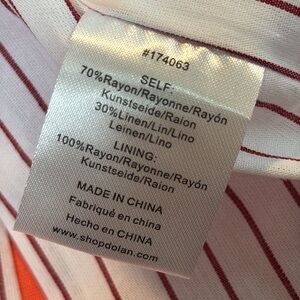 #174063
SELF:
70%Rayon/Rayonne/Rayón
Kunstseide/Raion
30%Linen/Lin/Lino
Leinen/Lino
LINING:
100%Rayon/Rayonne/Rayón
Kunstseide/Raion
MADE IN CHINA
Fabriqué en china
Hecho en CHINA
www.shopdolan.com